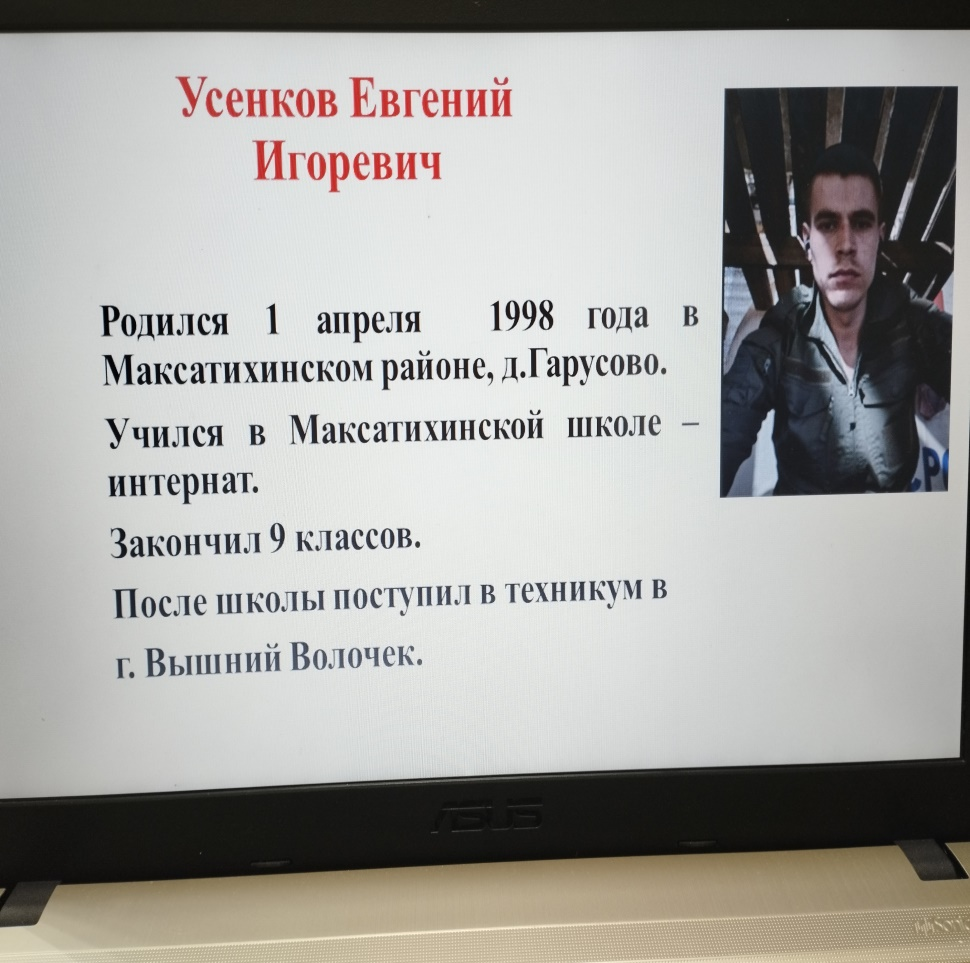 Усенков Евгений
Игоревич
Родился 1 апреля 1998 года в
Максатихинском районе, д.Гарусово.
Учился в Максатихинской школе –
интернат.
Закончил 9 классов.
После школы поступил в техникум в
г. Вышний Волочек.
ASUS